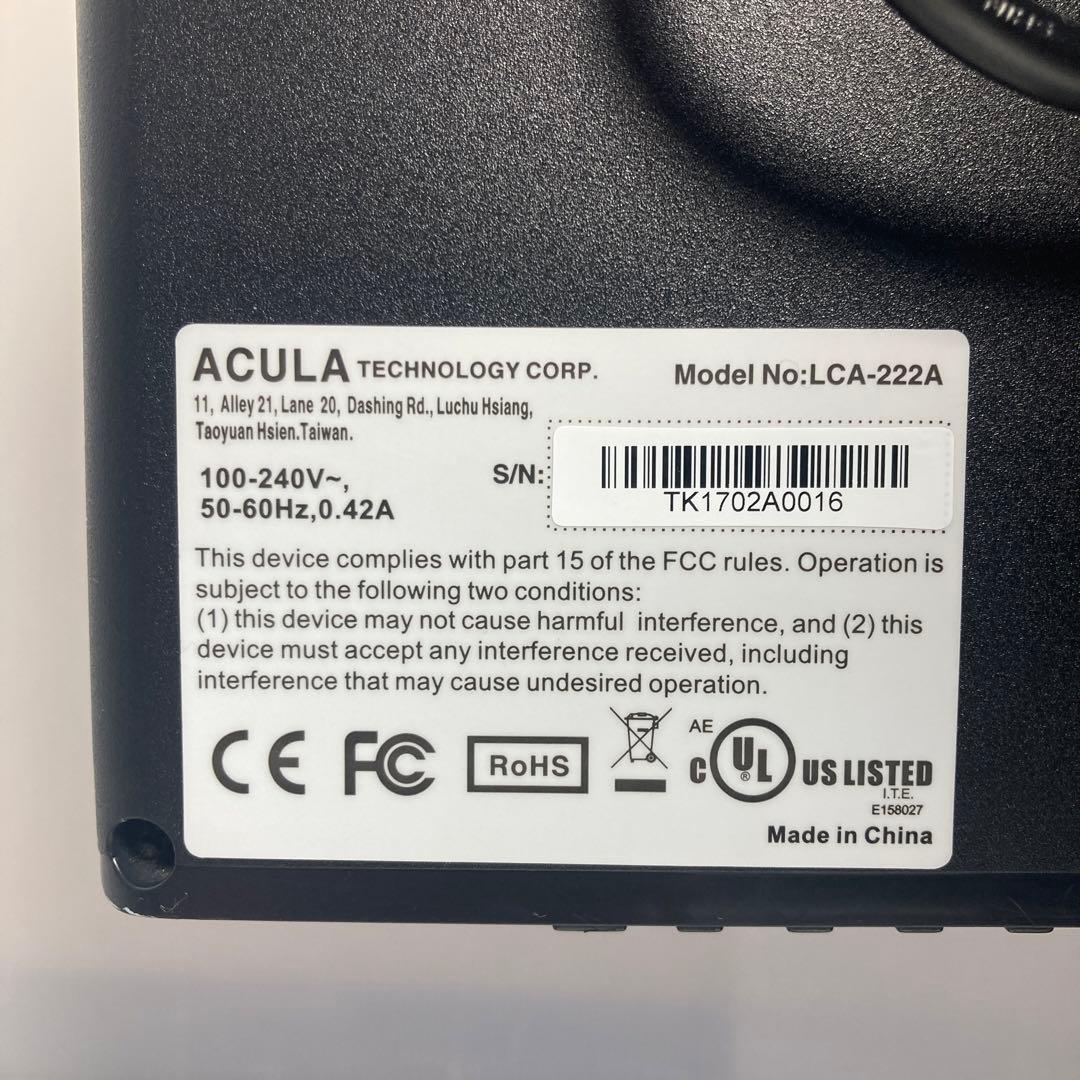 ACULA TECHNOLOGY CORP.
Model No:LCA-222A
11, Alley 21, Lane 20, Dashing Rd., Luchu Hsiang,
Taoyuan Hsien.Taiwan.
100-240V~,
50-60Hz,0.42A
S/N:
TK1702A0016
This device complies with part 15 of the FCC rules. Operation is
subject to the following two conditions:
(1) this device may not cause harmful interference, and (2) this
device must accept any interference received, including
interference that may cause undesired operation.
CE FC RoHS
AE
C UL ® US LISTED
I.T.E.
E158027
Made in China